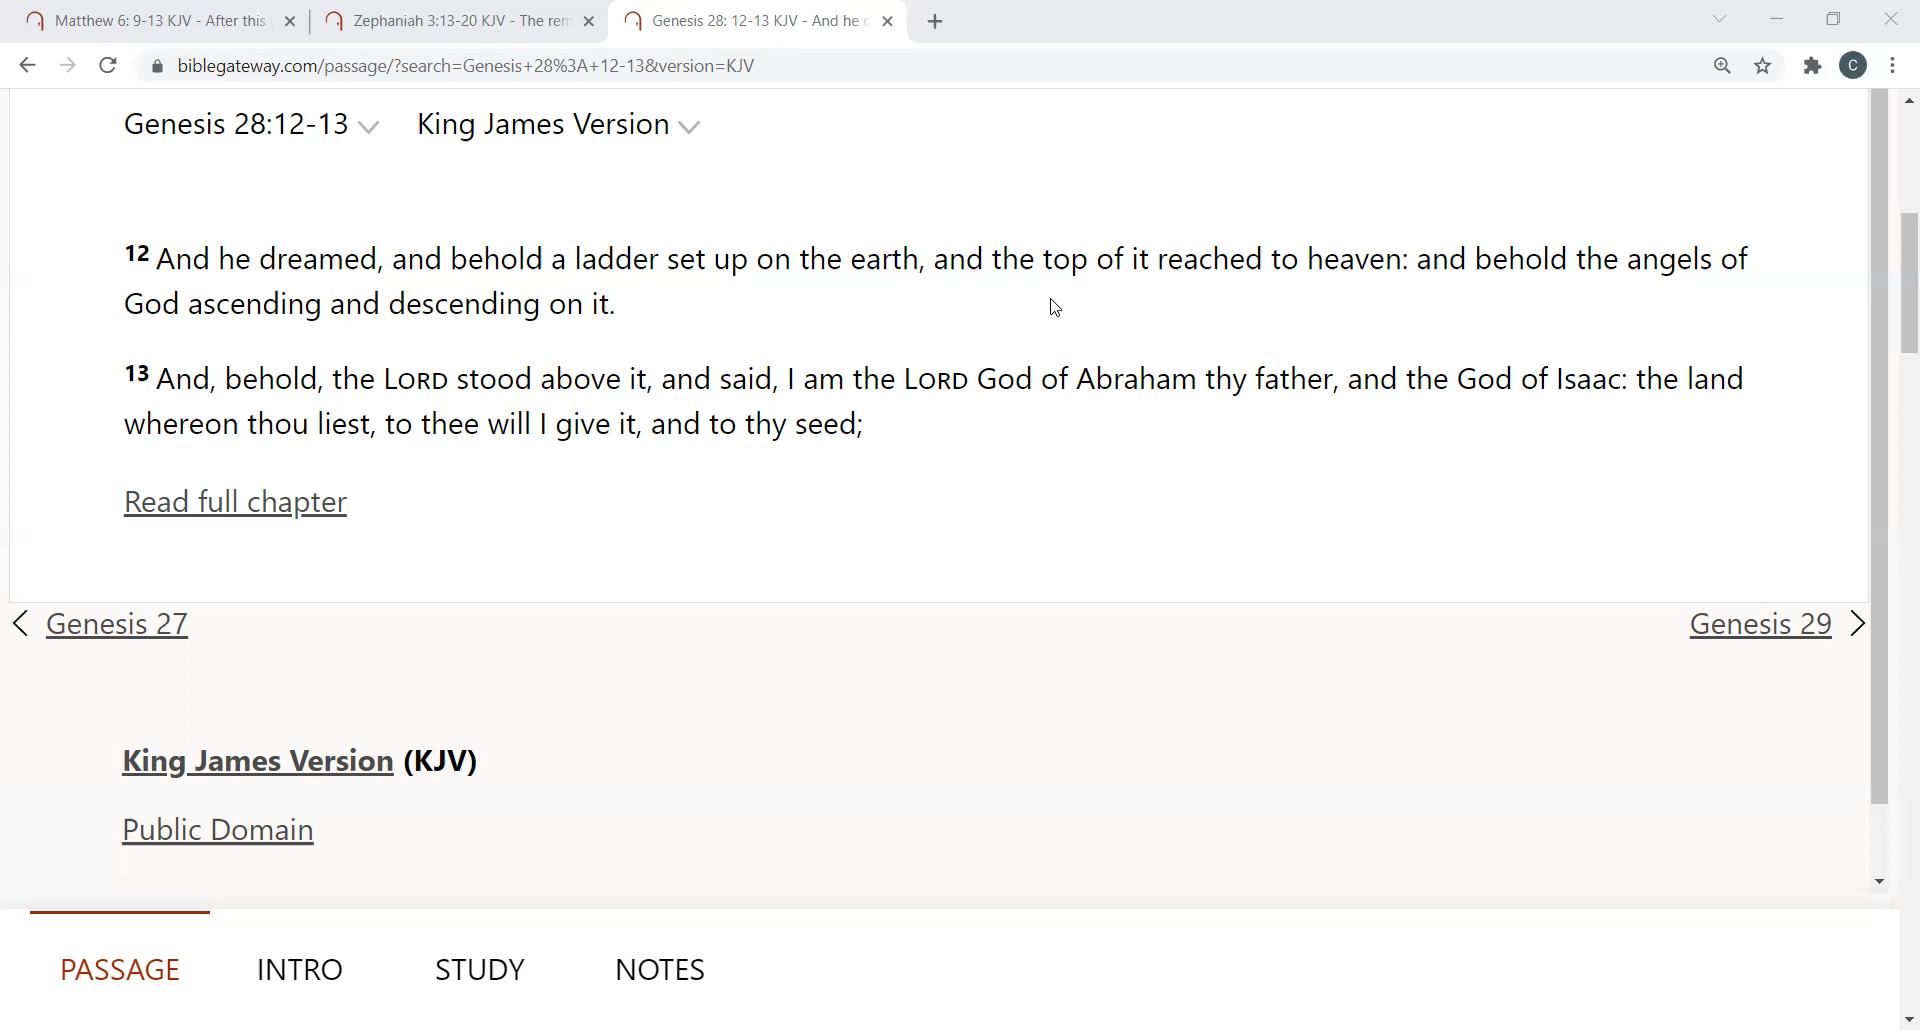 Matthew 6: 9-13 KJV - After this
Zephaniah 3:13-20 KJV - The rem
Genesis 28: 12-13 KJV - And he
biblegateway.com/passage/?search=Genesis+28%3A+12-13&version=KJV
C
Genesis 28:12-13 King James Version
12 And he dreamed, and behold a ladder set up on the earth, and the top of it reached to heaven: and behold the angels of
God ascending and descending on it.
13 And, behold, the LORD stood above it, and said, I am the LORD God of Abraham thy father, and the God of Isaac: the land
whereon thou liest, to thee will I give it, and to thy seed;
Read full chapter
Genesis 27
Genesis 29
King James Version (KJV)
Public Domain
PASSAGE INTRO STUDY NOTES